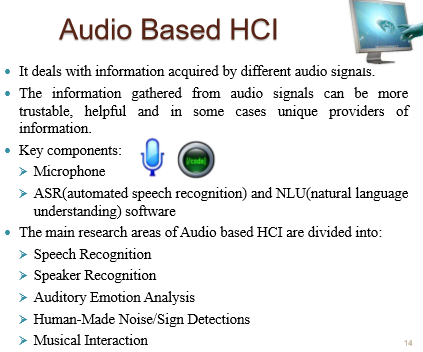 Audio Based HCI
• It deals with information acquired by different audio signals.
• The information gathered from audio signals can be more
trustable, helpful and in some cases unique providers of
information.
• Key components:
➢ Microphone
➢ ASR(automated speech recognition) and NLU(natural language
understanding) software
• The main research areas of Audio based HCI are divided into:
➢ Speech Recognition
➢ Speaker Recognition
➢ Auditory Emotion Analysis
➢ Human-Made Noise/Sign Detections
➢ Musical Interaction
14